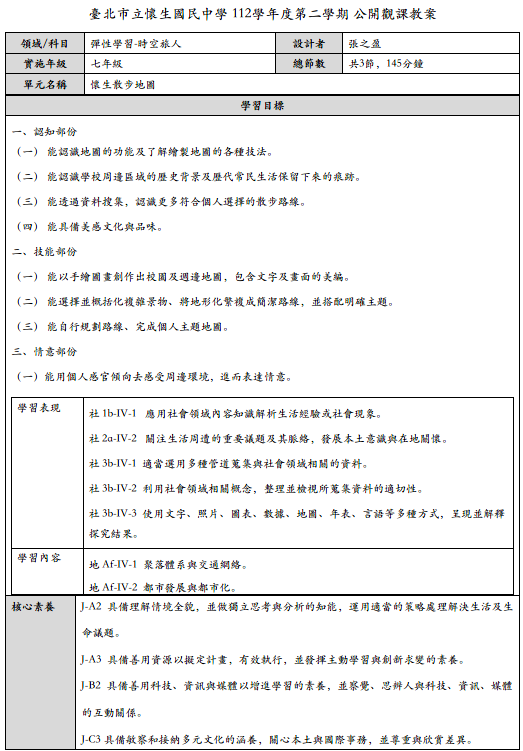 臺北市立懷生國民中學 112學年度第二學期 公開觀課教案
領域/科目 彈性學習-時空旅人 設計者 張之盈
實施年級 七年級 總節數 共3節，145分鐘
單元名稱 懷生散步地圖
學習目標
一、認知部份
（一） 能認識地圖的功能及了解繪製地圖的各種技法。
（二） 能認識學校周邊區域的歷史背景及歷代常民生活保留下來的痕跡。
（三） 能透過資料搜集，認識更多符合個人選擇的散步路線。
（四） 能具備美感文化與品味。
二、技能部份
（一） 能以手繪圖畫創作出校園及週邊地圖，包含文字及畫面的美編。
（二） 能選擇並概括化複雜景物、將地形化繁複成簡潔路線，並搭配明確主題。
（三） 能自行規劃路線、完成個人主題地圖。
三、情意部份
（一）能用個人感官傾向去感受周邊環境，進而表達情意。
學習表現
社 1b-IV-1 應用社會領域內容知識解析生活經驗或社會現象。
社 2a-IV-2 關注生活周遭的重要議題及其脈絡，發展本土意識與在地關懷。
社 3b-IV-1 適當選用多種管道蒐集與社會領域相關的資料。
社 3b-IV-2 利用社會領域相關概念，整理並檢視所蒐集資料的適切性。
社 3b-IV-3 使用文字、照片、圖表、數據、地圖、年表、言語等多種方式，呈現並解釋
探究結果。
學習內容
地 Af-IV-1 聚落體系與交通網絡。
地 Af-IV-2 都市發展與都市化。
核心素養
J-A2 具備理解情境全貌，並做獨立思考與分析的知能，運用適當的策略處理解決生活及生
命議題。
J-A3 具備善用資源以擬定計畫，有效執行，並發揮主動學習與創新求變的素養。
J-B2 具備善用科技、資訊與媒體以增進學習的素養，並察覺、思辨人與科技、資訊、媒體
的互動關係。
J-C3 具備敏察和接納多元文化的涵養，關心本土與國際事務，並尊重與欣賞差異。